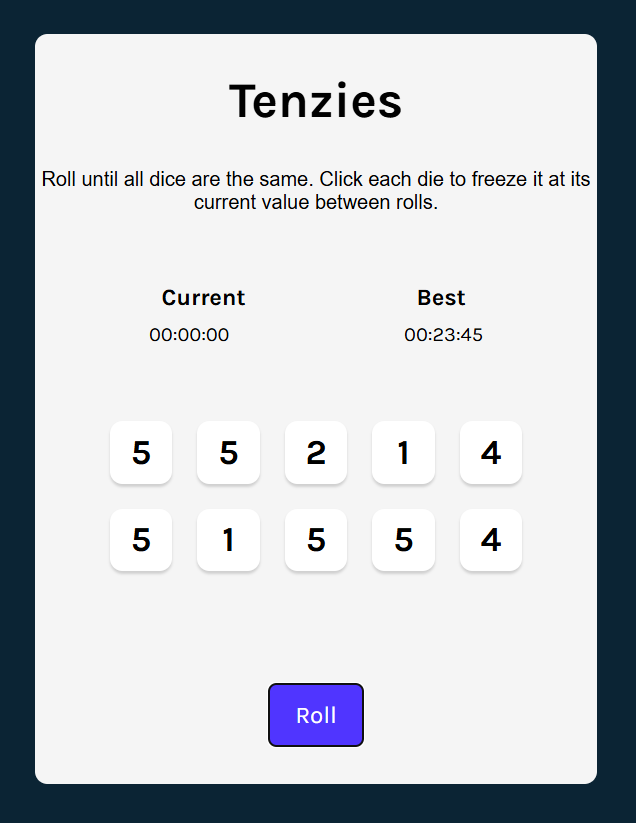 Tenzies
Roll until all dice are the same. Click each die to freeze it at its
current value between rolls.
Current Best
00:00:00 00:23:45
5 5 2 1 4
5 1 5 5 4
Roll